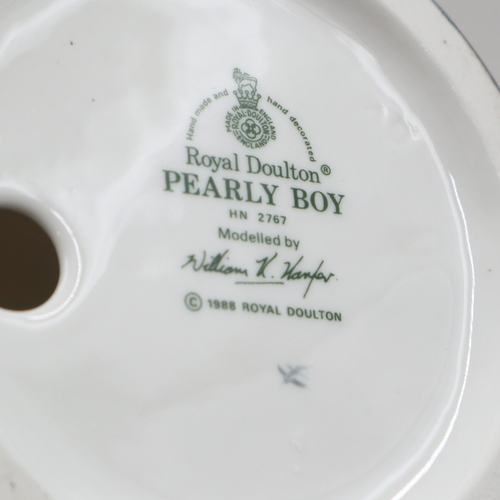 Hand made and hand decorated
MADE IN ENGLAND
ROYAL DOULTON
ENGLAND
Royal Doulton®
PEARLY BOY
HN 2767
Modelled by
William K. Harper.
© 1988 ROYAL DOULTON